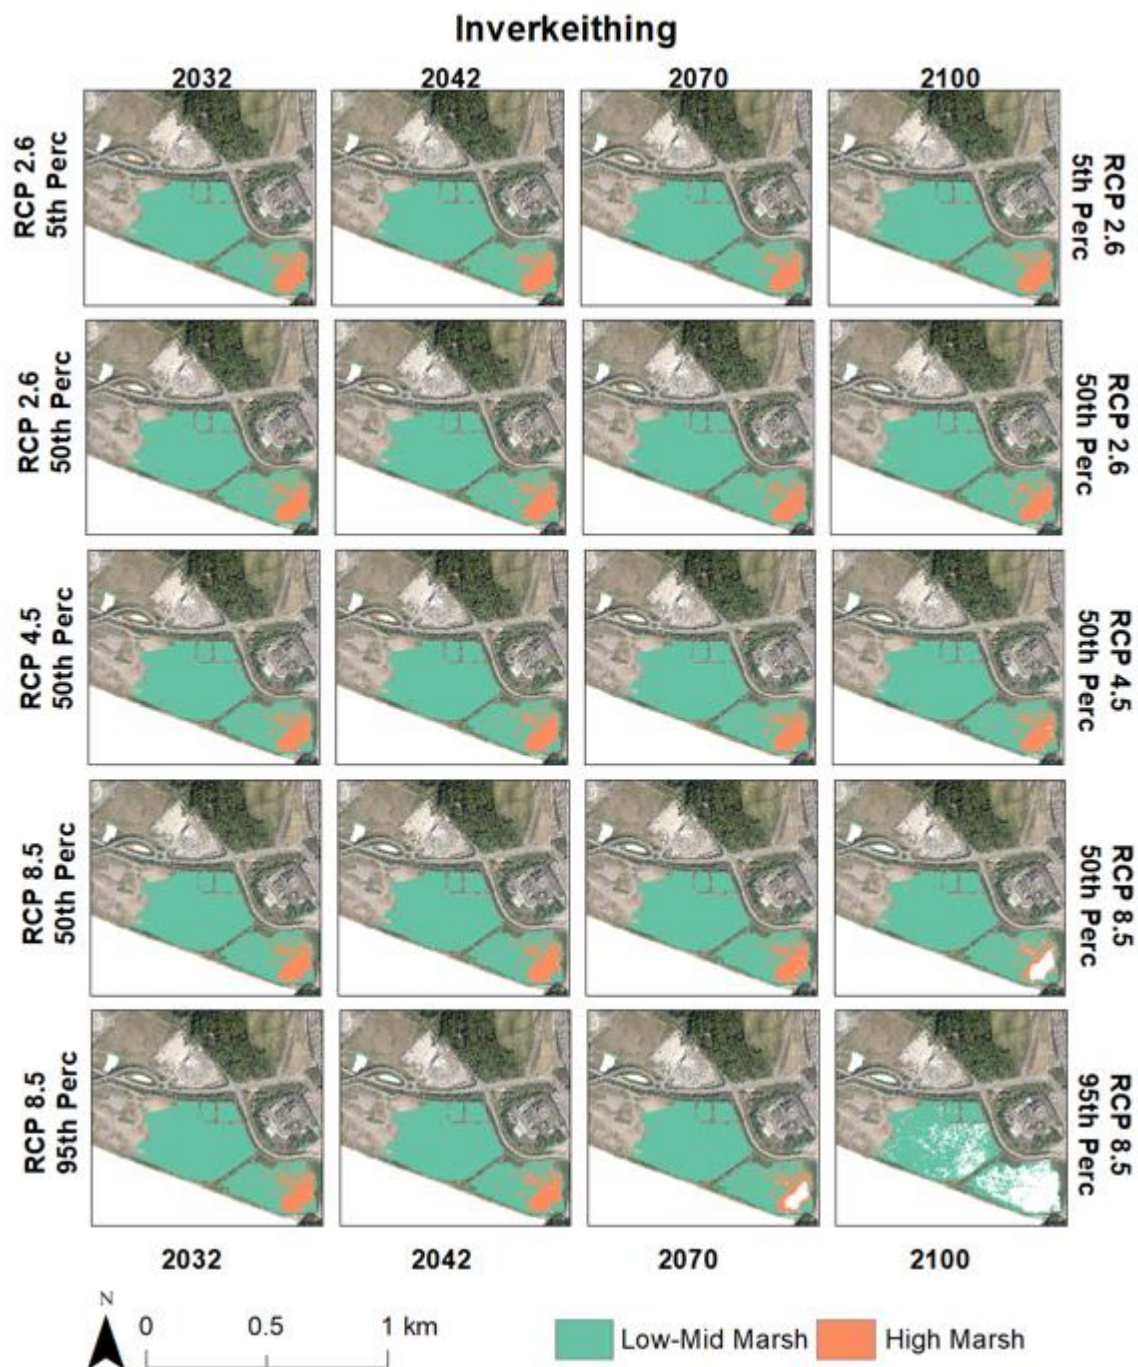 Inverkeithing
2032 2042 2070 2100
RCP 2.6
5th Perc
RCP 2.6
5th Perc
RCP 2.6
50th Perc
RCP 2.6
50th Perc
RCP 4.5
50th Perc
RCP 4.5
50th Perc
RCP 8.5
50th Perc
RCP 8.5
50th Perc
RCP 8.5
95th Perc
RCP 8.5
95th Perc
2032 2042 2070 2100
N
0 0.5 1 km
Low-Mid Marsh High Marsh